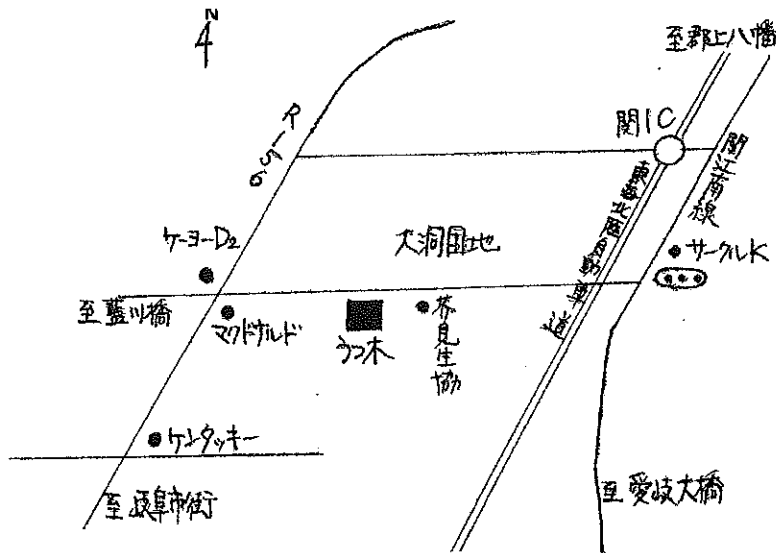 N
至郡上八幡
関IC
R-156
関江南線
東海北陸自動車道
ケーヨーD2
大洞団地
サークルK
至藍川橋
マクドナルド
うつ木
芥見生協
ケンタッキー
至岐阜市街
至愛岐大橋